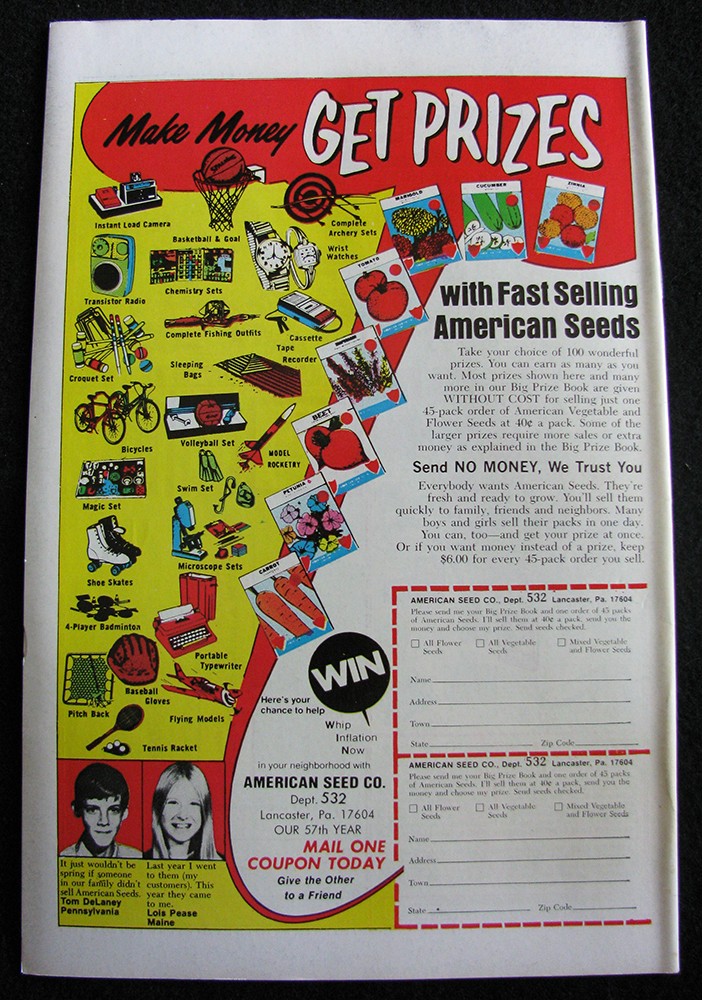 Make Money GET PRIZES
Instant Load Camera
Basketball & Goal
Complete
Archery Sets
Wrist
Watches
Transistor Radio
Chemistry Sets
Complete Fishing Outfits
Cassette
Tape
Recorder
Croquet Set
Sleeping
Bags
Bicycles
Volleyball Set
MODEL
ROCKETRY
Magic Set
Swim Set
Shoe Skates
Microscope Sets
4-Player Badminton
Portable
Typewriter
Pitch Back
Baseball
Gloves
Flying Models
Tennis Racket
MARIGOLD
CUCUMBER
ZINNIA
TOMATO
BEET
PETUNIA
CARROT
with Fast Selling
American Seeds
Take your choice of 100 wonderful
prizes. You can earn as many as you
want. Most prizes shown here and many
more in our Big Prize Book are given
WITHOUT COST for selling just one
45-pack order of American Vegetable and
Flower Seeds at 40¢ a pack. Some of the
larger prizes require more sales or extra
money as explained in the Big Prize Book.
Send NO MONEY, We Trust You
Everybody wants American Seeds. They're
fresh and ready to grow. You'll sell them
quickly to family, friends and neighbors. Many
boys and girls sell their packs in one day.
You can, too—and get your prize at once.
Or if you want money instead of a prize, keep
$6.00 for every 45-pack order you sell.
WIN
Here's your
chance to help
Whip
Inflation
Now
in your neighborhood with
AMERICAN SEED CO.
Dept. 532
Lancaster, Pa. 17604
OUR 57th YEAR
MAIL ONE
COUPON TODAY
Give the Other
to a Friend
It just wouldn't be
spring if someone
in our family didn't
sell American Seeds.
Tom DeLaney
Pennsylvania
Last year I went
to them (my
customers). This
year they came
to me.
Lois Pease
Maine
AMERICAN SEED CO., Dept. 532 Lancaster, Pa. 17604
Please send me your Big Prize Book and one order of 45 packs
of American Seeds. I'll sell them at 40¢ a pack, send you the
money and choose my prize. Send seeds checked.
All Flower
Seeds
All Vegetable
Seeds
Mixed Vegetable
and Flower Seeds
Name
Address
Town
State Zip Code
AMERICAN SEED CO., Dept. 532 Lancaster, Pa. 17604
Please send me your Big Prize Book and one order of 45 packs
of American Seeds. I'll sell them at 40¢ a pack, send you the
money and choose my prize. Send seeds checked.
All Flower
Seeds
All Vegetable
Seeds
Mixed Vegetable
and Flower Seeds
Name
Address
Town
State Zip Code